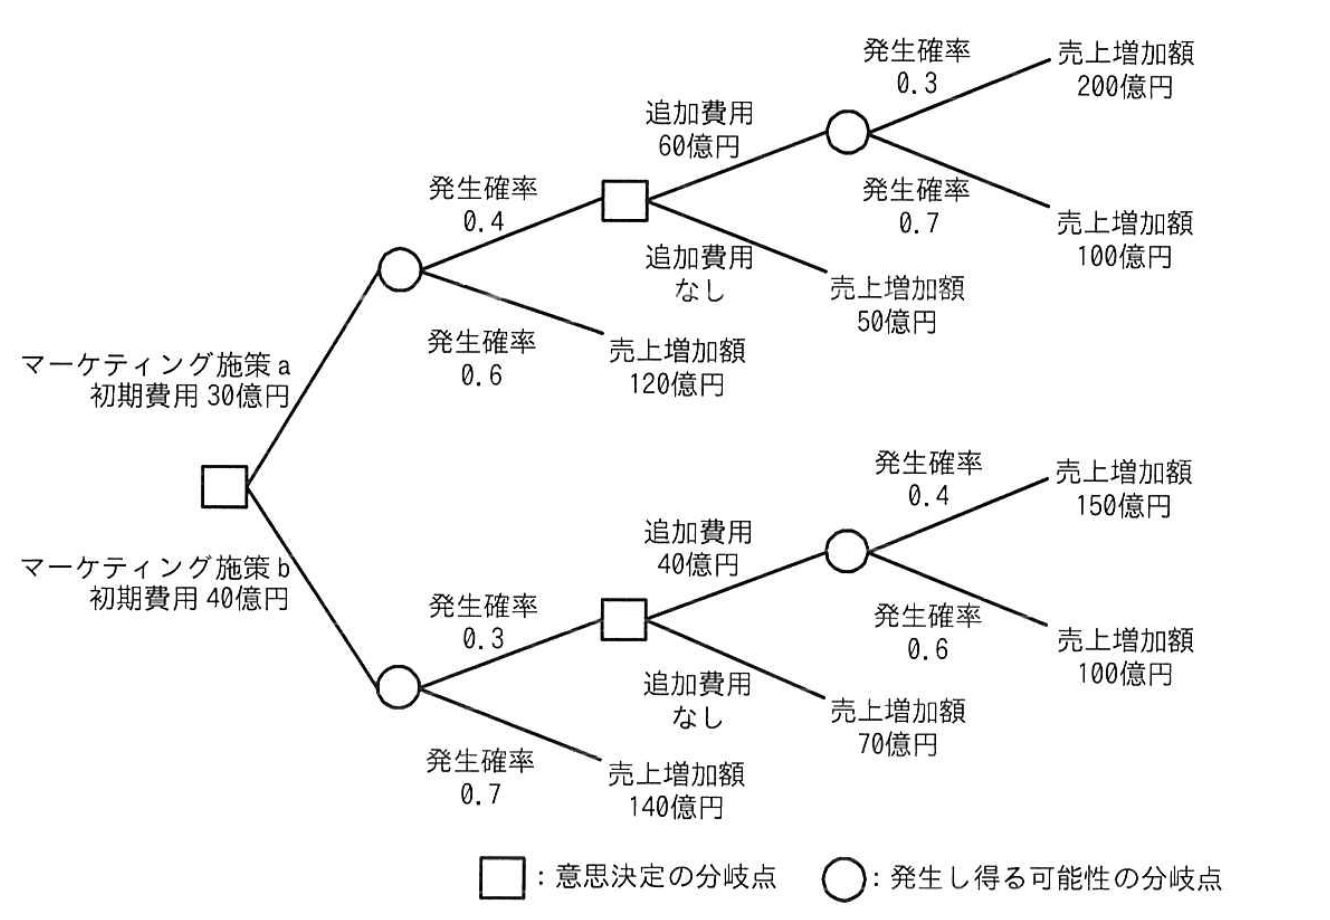 発生確率
0.3
売上増加額
200億円
追加費用
60億円
発生確率
0.7
売上増加額
100億円
発生確率
0.4
追加費用
なし
売上増加額
50億円
発生確率
0.6
売上増加額
120億円
マーケティング施策a
初期費用 30億円
マーケティング施策b
初期費用 40億円
発生確率
0.4
売上増加額
150億円
追加費用
40億円
発生確率
0.6
売上増加額
100億円
発生確率
0.3
追加費用
なし
売上増加額
70億円
発生確率
0.7
売上増加額
140億円
：意思決定の分岐点
：発生し得る可能性の分岐点